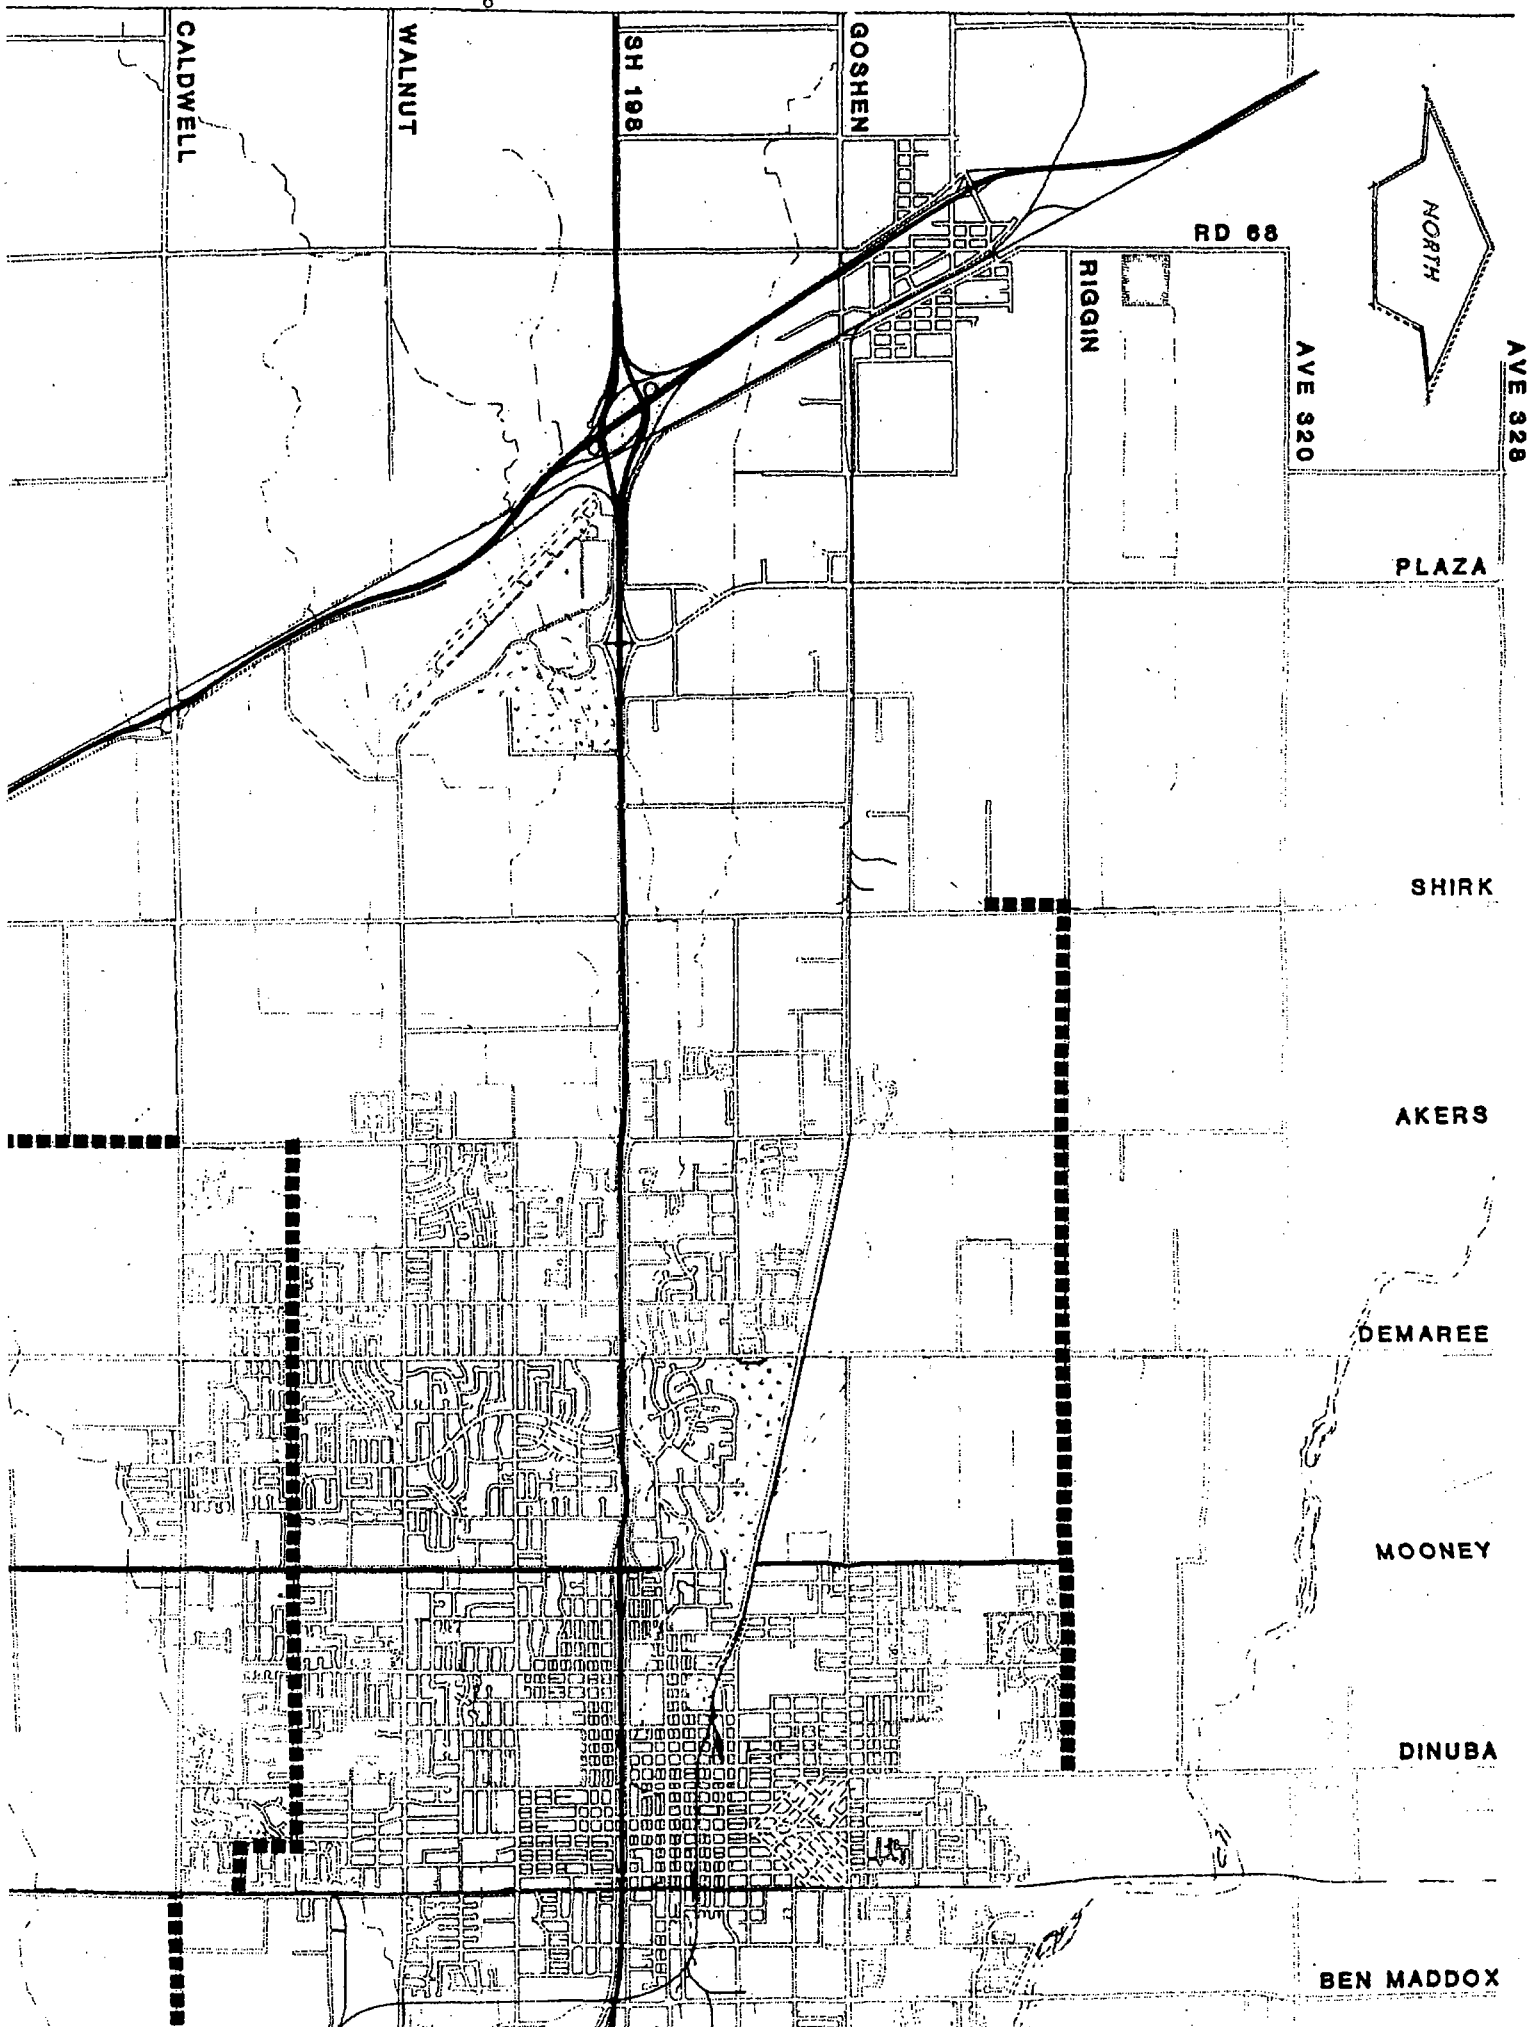 CALDWELL
WALNUT
SH 198
GOSHEN
NORTH
RD 68
RIGGIN
AVE 320
AVE 328
PLAZA
SHIRK
AKERS
DEMAREE
MOONEY
DINUBA
BEN MADDOX